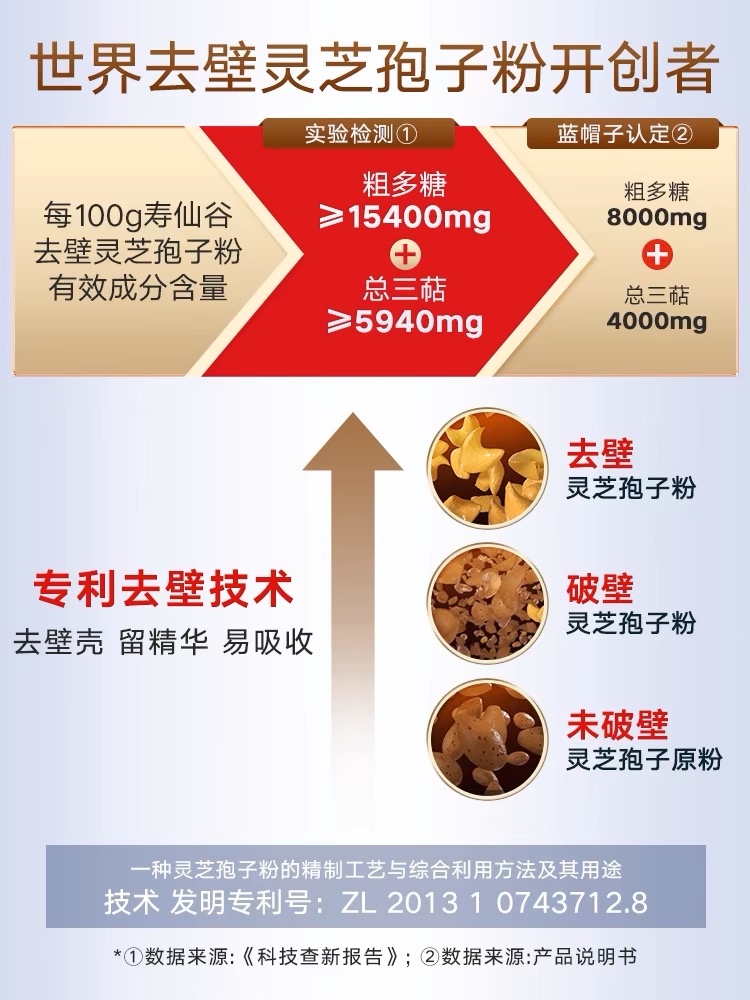 世界去壁灵芝孢子粉开创者
每100g寿仙谷
去壁灵芝孢子粉
有效成分含量
实验检测①
粗多糖
≥15400mg
+
总三萜
≥5940mg
蓝帽子认定②
粗多糖
8000mg
+
总三萜
4000mg
去壁
灵芝孢子粉
专利去壁技术
去壁壳 留精华 易吸收
破壁
灵芝孢子粉
未破壁
灵芝孢子原粉
一种灵芝孢子粉的精制工艺与综合利用方法及其用途
技术 发明专利号：ZL 2013 1 0743712.8
*①数据来源:《科技查新报告》; ②数据来源:产品说明书